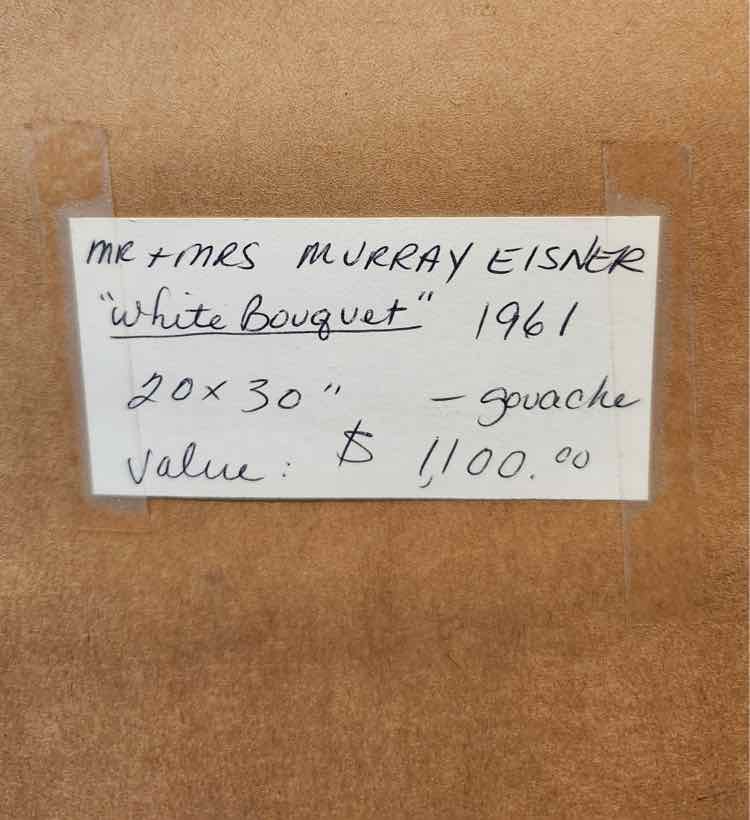 MR + MRS MURRAY EISNER
"White Bouquet" 1961
20 x 30" - gouache
Value: $ 1,100.00